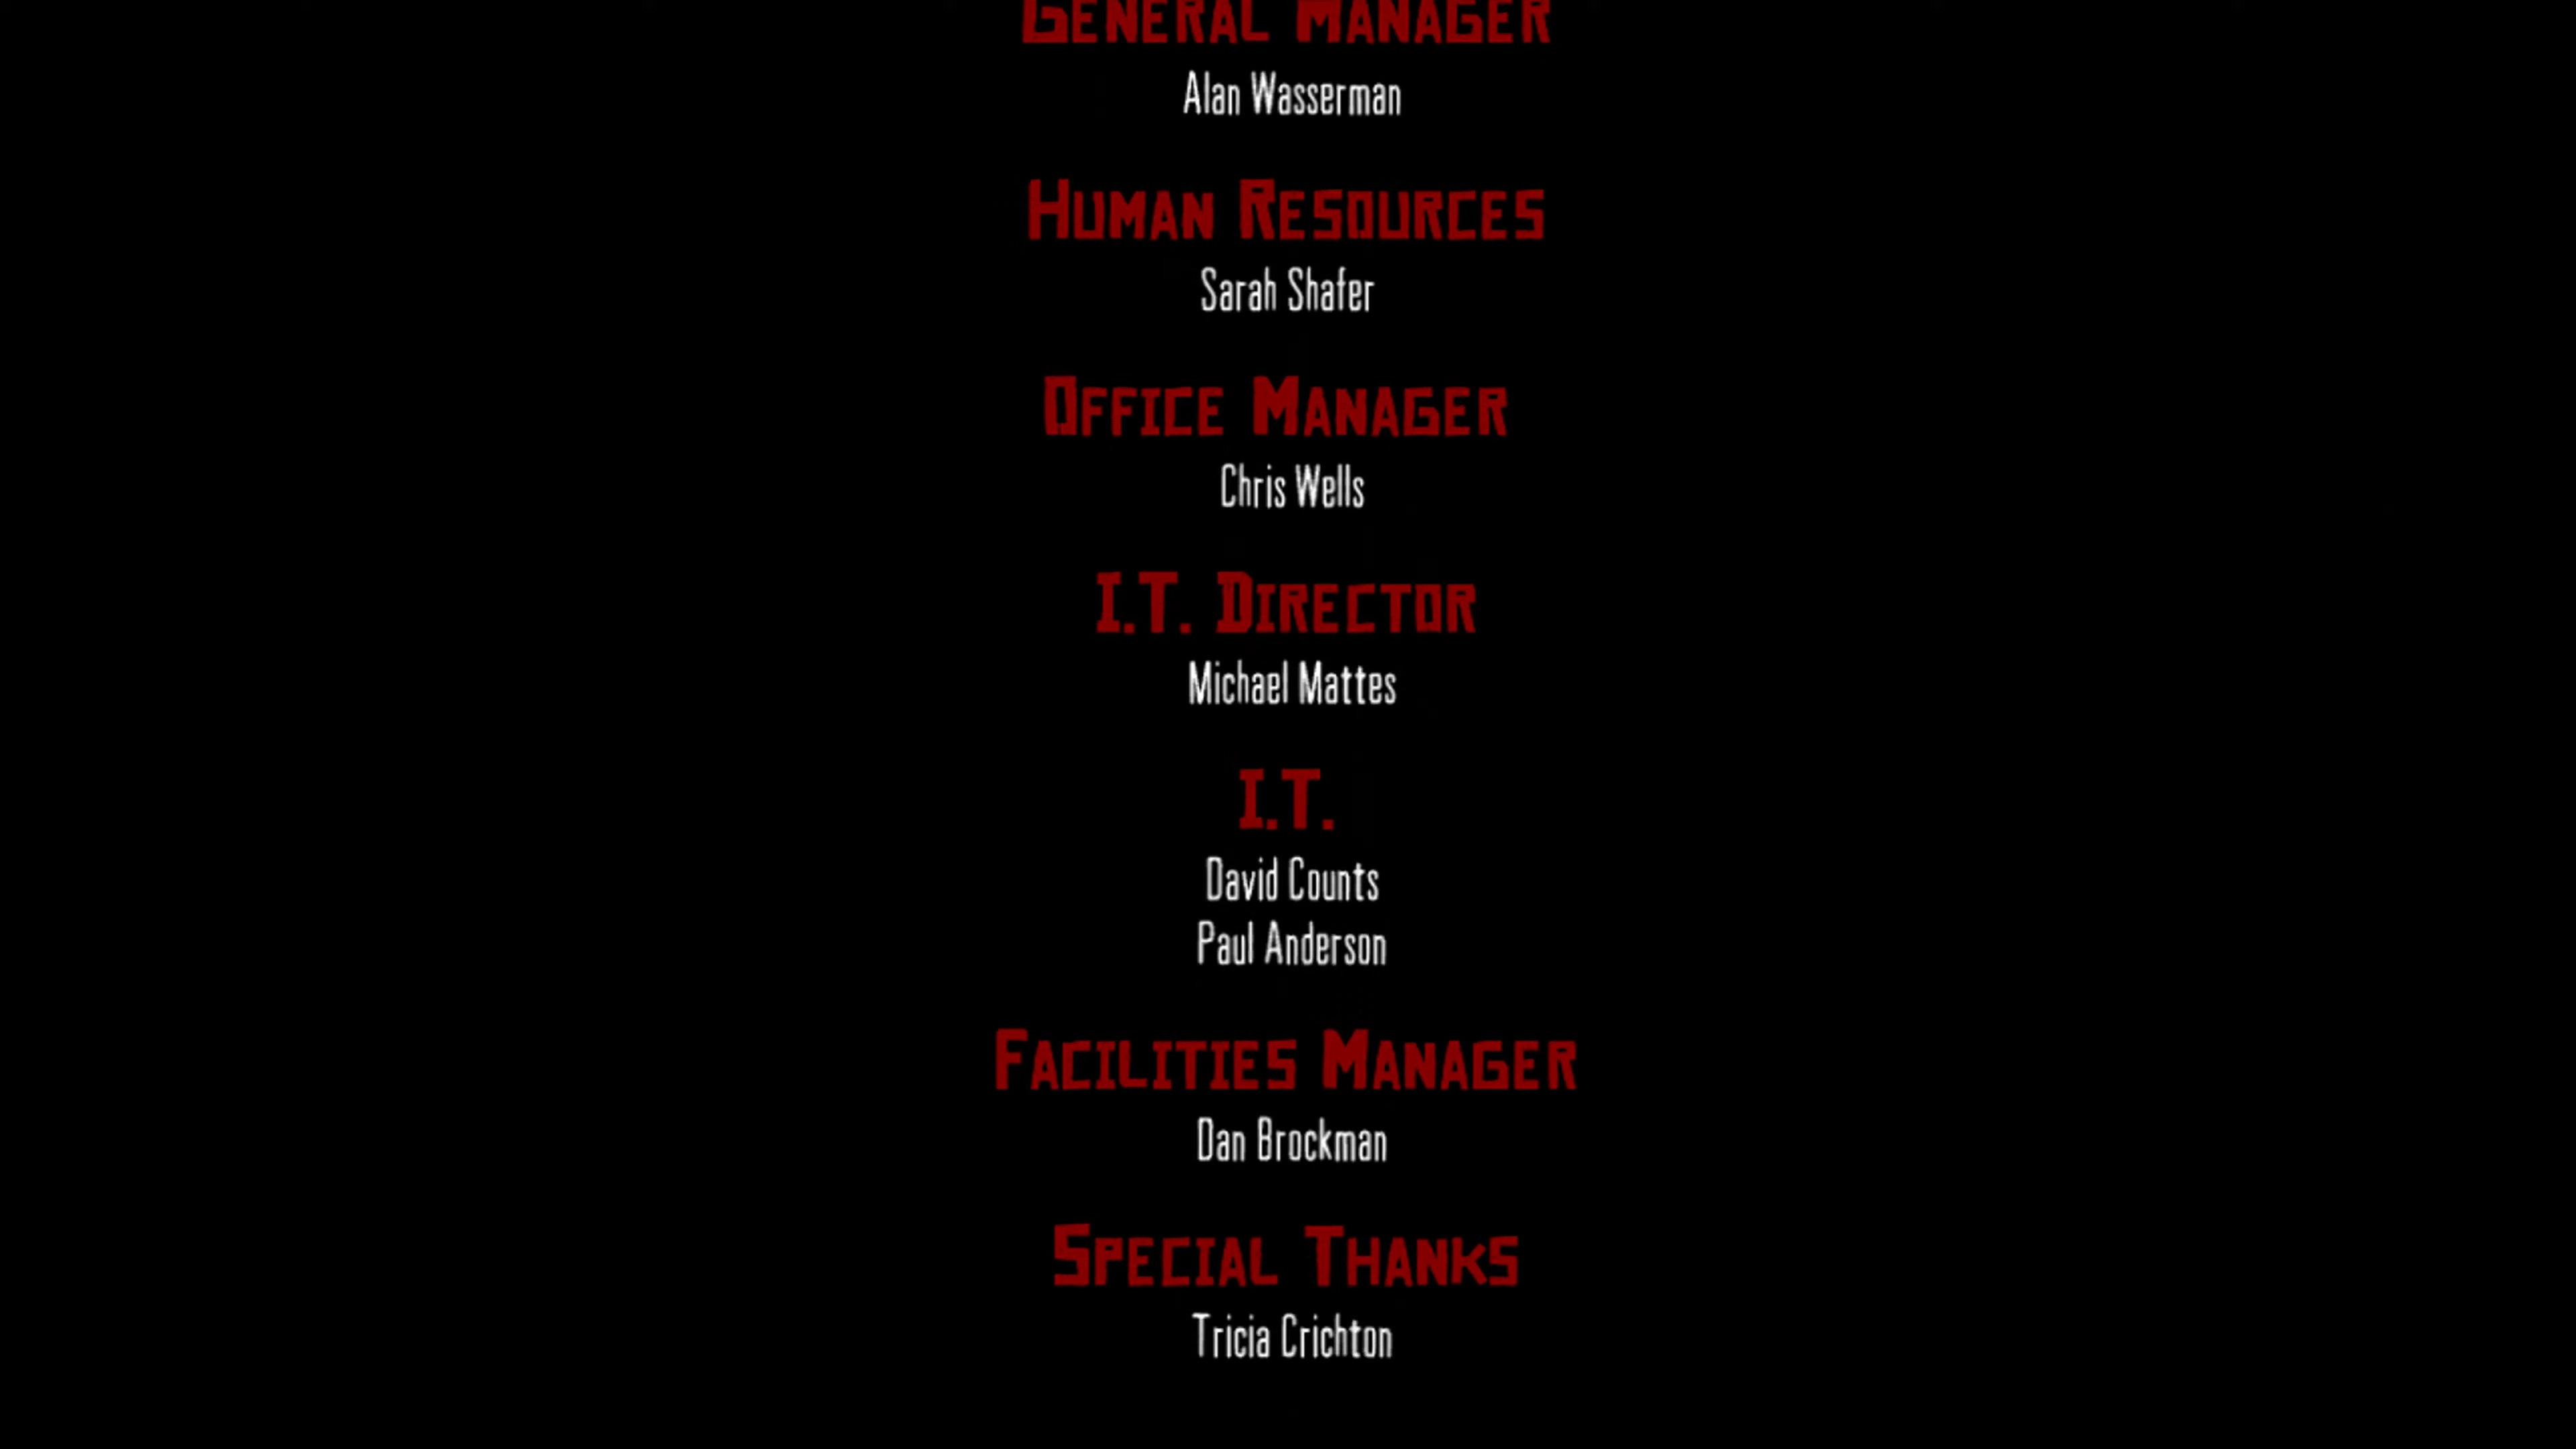 General Manager
Alan Wasserman
Human Resources
Sarah Shafer
Office Manager
Chris Wells
I.T. Director
Michael Mattes
I.T.
David Counts
Paul Anderson
Facilities Manager
Dan Brockman
Special Thanks
Tricia Crichton